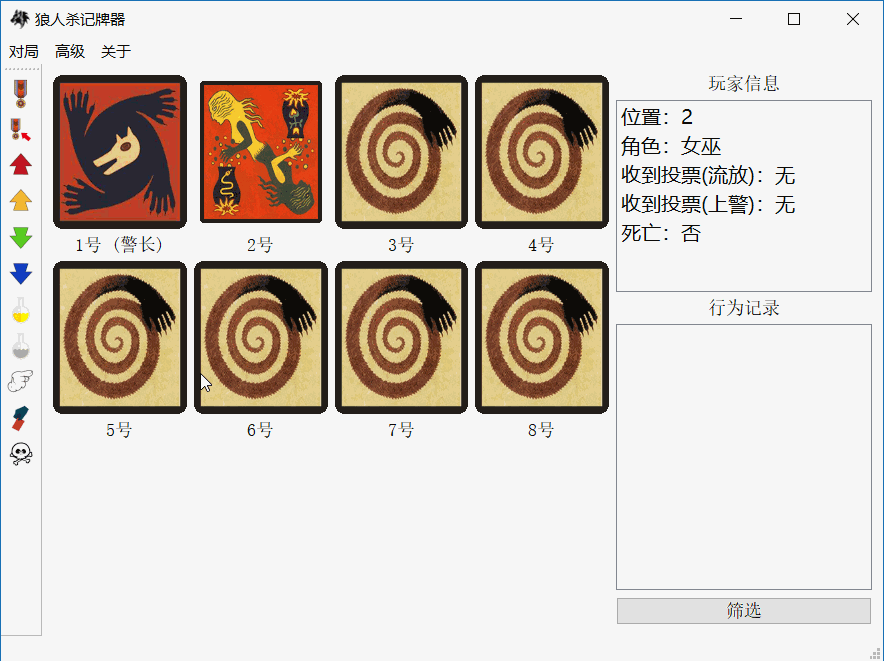 狼人杀记牌器
对局 高级 关于
玩家信息
位置：2
角色：女巫
收到投票(流放)：无
收到投票(上警)：无
死亡：否
1号（警长） 2号 3号 4号
行为记录
5号 6号 7号 8号
筛选